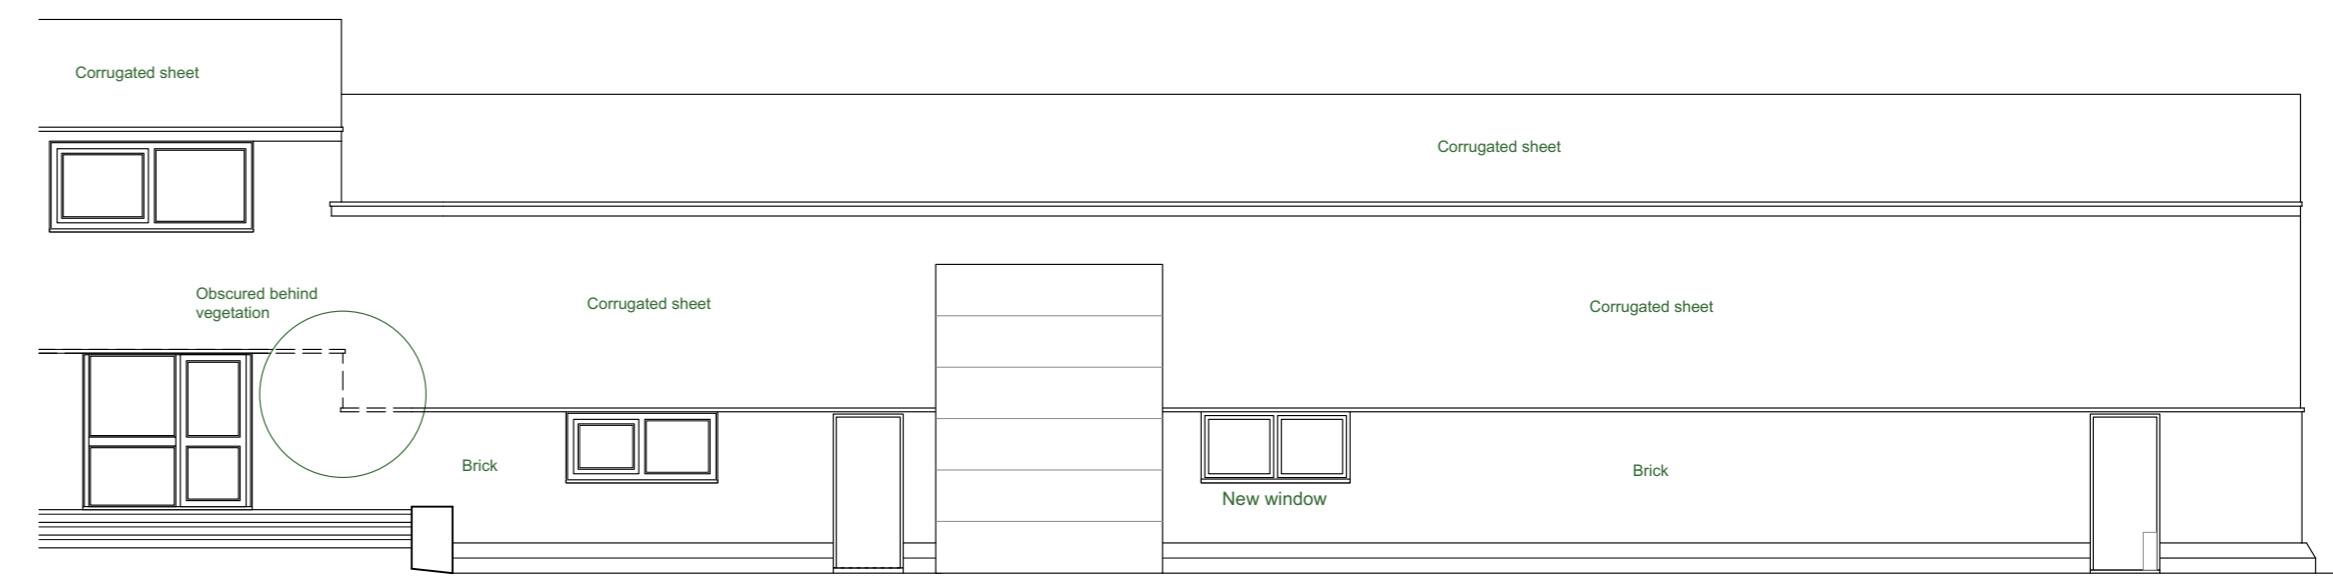 Corrugated sheet
Corrugated sheet
Obscured behind
vegetation
Corrugated sheet
Corrugated sheet
Brick
Brick
New window